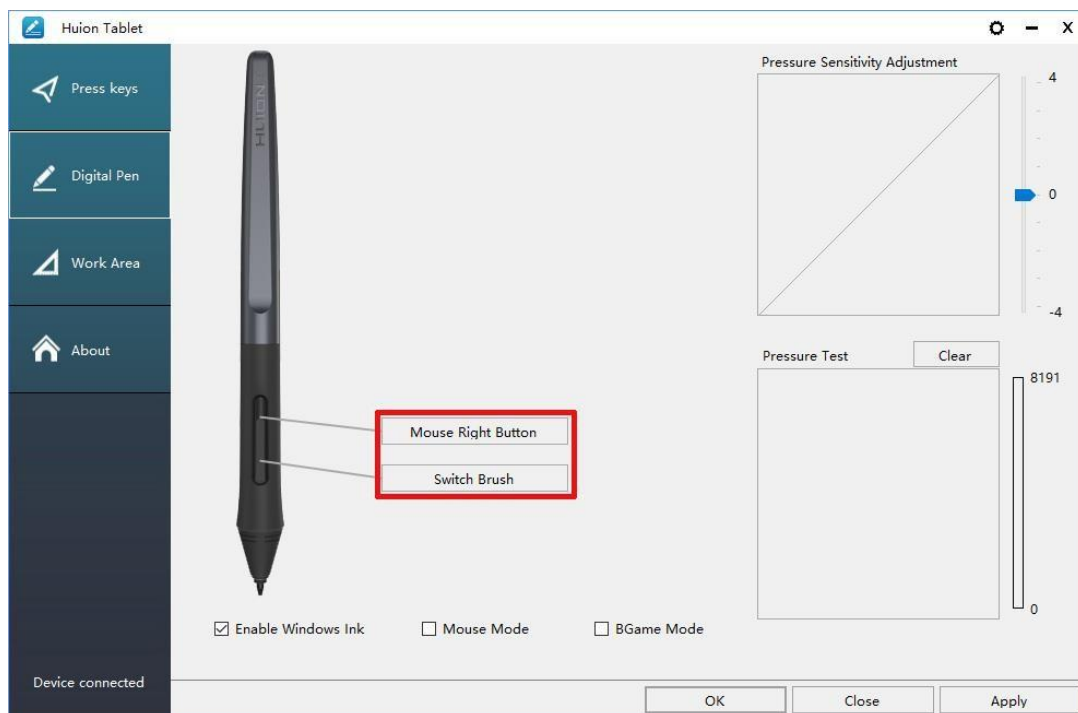 Huion Tablet
X
Press keys
Digital Pen
Work Area
About
Device connected
HUION
Mouse Right Button
Switch Brush
Enable Windows Ink
Mouse Mode
BGame Mode
Pressure Sensitivity Adjustment
4
0
-4
Pressure Test
Clear
8191
0
OK
Close
Apply